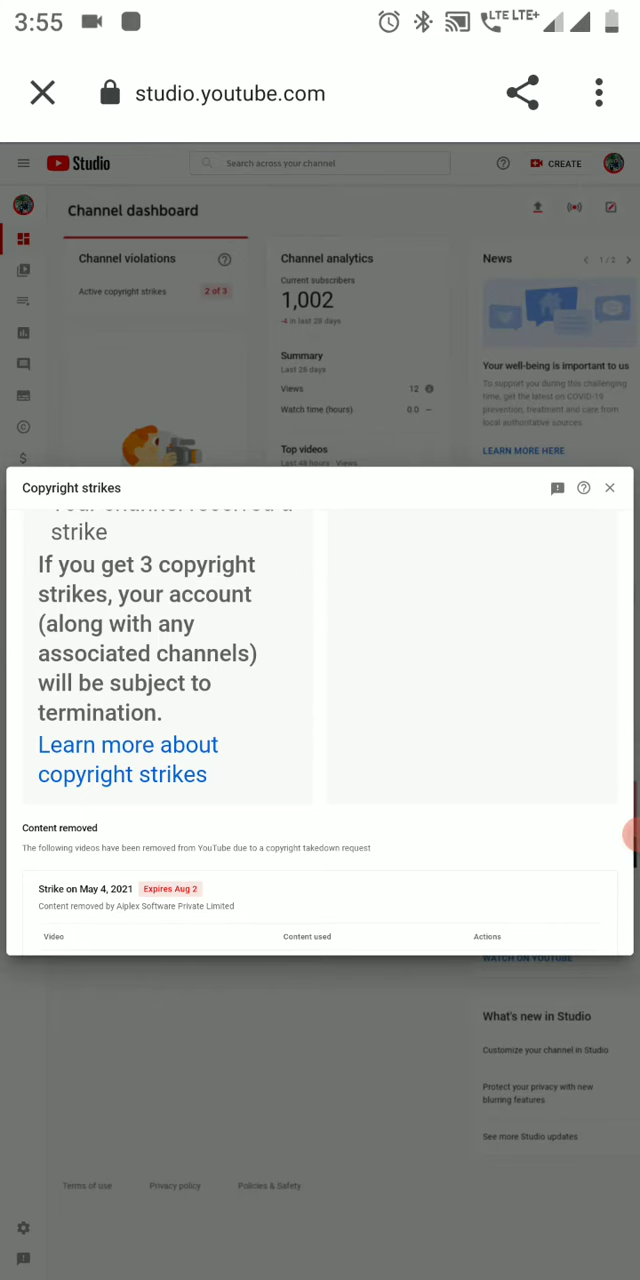 3:55
LTE LTE+
studio.youtube.com
Studio
Search across your channel
CREATE
Channel dashboard
Channel violations
Active copyright strikes 2 of 3
Channel analytics
Current subscribers
1,002
-4 in last 28 days
Summary
Last 28 days
Views 12
Watch time (hours) 0.0 –
Top videos
Last 48 hours · Views
News 1 / 2
Your well-being is important to us
To support you during this challenging
time, get the latest on COVID-19
prevention, treatment and care from
local authoritative sources.
LEARN MORE HERE
Copyright strikes
Your channel received a
strike
If you get 3 copyright
strikes, your account
(along with any
associated channels)
will be subject to
termination.
Learn more about
copyright strikes
Content removed
The following videos have been removed from YouTube due to a copyright takedown request
Strike on May 4, 2021 Expires Aug 2
Content removed by Aiplex Software Private Limited
Video Content used Actions
WATCH ON YOUTUBE
What's new in Studio
Customize your channel in Studio
Protect your privacy with new
blurring features
See more Studio updates
Terms of use Privacy policy Policies & Safety